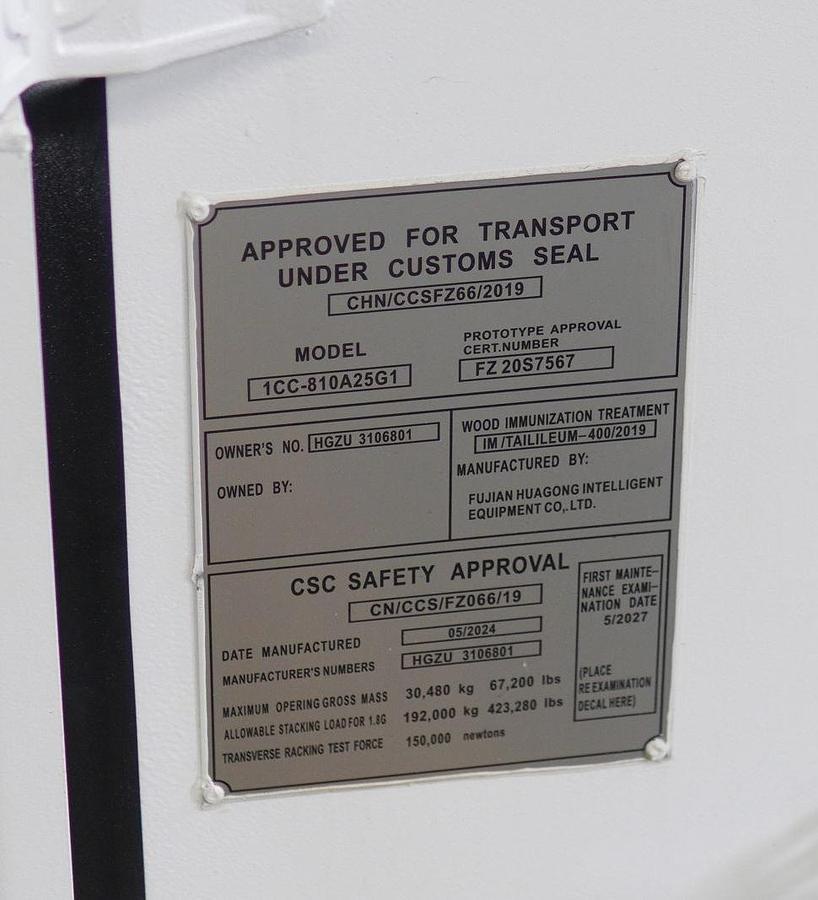 APPROVED FOR TRANSPORT
UNDER CUSTOMS SEAL
CHN/CCSFZ66/2019
MODEL
1CC-810A25G1
PROTOTYPE APPROVAL
CERT.NUMBER
FZ 20S7567
OWNER'S NO. HGZU 3106801
OWNED BY:
WOOD IMMUNIZATION TREATMENT
IM/TAILILEUM-400/2019
MANUFACTURED BY:
FUJIAN HUAGONG INTELLIGENT
EQUIPMENT CO,.LTD.
CSC SAFETY APPROVAL
CN/CCS/FZ066/19
DATE MANUFACTURED 05/2024
MANUFACTURER'S NUMBERS HGZU 3106801
MAXIMUM OPERING GROSS MASS 30,480 kg 67,200 lbs
ALLOWABLE STACKING LOAD FOR 1.8G 192,000 kg 423,280 lbs
TRANSVERSE RACKING TEST FORCE 150,000 newtons
FIRST MAINTE-
NANCE EXAMI-
NATION DATE
5/2027
(PLACE
REEXAMINATION
DECAL HERE)